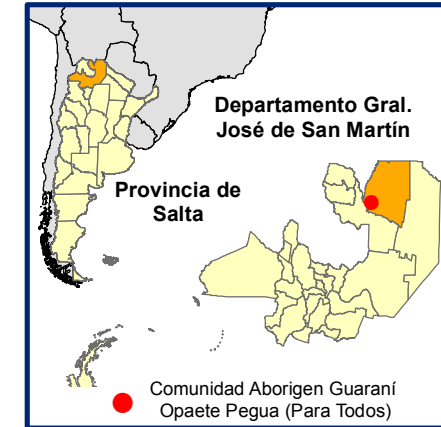 Departamento Gral.
José de San Martín
Provincia de
Salta
Comunidad Aborigen Guaraní
Opaete Pegua (Para Todos)